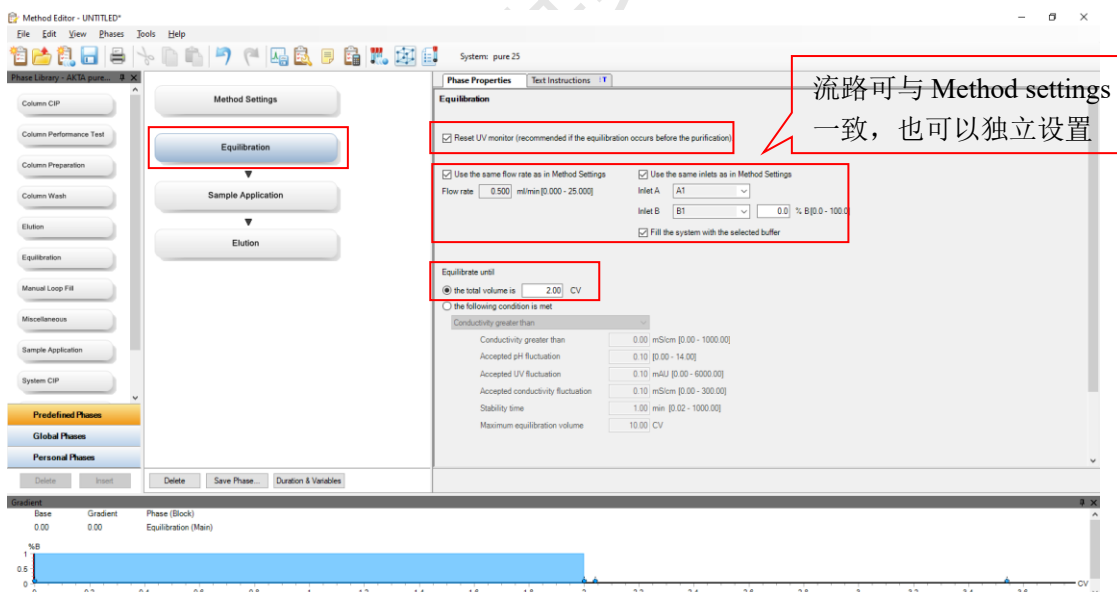 Method Editor - UNTITLED*
File Edit View Phases Tools Help
System: pure 25
Phase Library - AKTA pure...
Column CIP
Column Performance Test
Column Preparation
Column Wash
Elution
Equilibration
Manual Loop Fill
Miscellaneous
Sample Application
System CIP
Predefined Phases
Global Phases
Personal Phases
Delete Insert
Method Settings
Equilibration
Sample Application
Elution
Delete Save Phase... Duration & Variables
Phase Properties Text Instructions
Equilibration
流路可与 Method settings
一致，也可以独立设置
Reset UV monitor (recommended if the equilibration occurs before the purification)
Use the same flow rate as in Method Settings Use the same inlets as in Method Settings
Flow rate 0.500 ml/min [0.000 - 25.000] Inlet A A1
Inlet B B1 0.0 % B [0.0 - 100.0
Fill the system with the selected buffer
Equilibrate until
the total volume is 2.00 CV
the following condition is met
Conductivity greater than
Conductivity greater than 0.00 mS/cm [0.00 - 1000.00]
Accepted pH fluctuation 0.10 [0.00 - 14.00]
Accepted UV fluctuation 0.10 mAU [0.00 - 6000.00]
Accepted conductivity fluctuation 0.10 mS/cm [0.00 - 300.00]
Stability time 1.00 min [0.02 - 1000.00]
Maximum equilibration volume 10.00 CV
Gradient
Base Gradient Phase (Block)
0.00 0.00 Equilibration (Main)
%B
1
0.5
0
CV